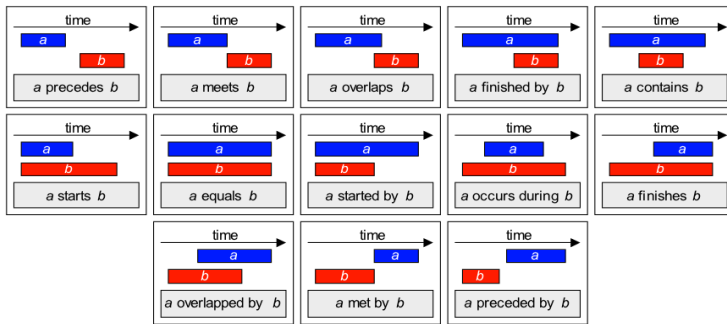 time
a
b
a precedes b
time
a
b
a meets b
time
a
b
a overlaps b
time
a
b
a finished by b
time
a
b
a contains b
time
a
b
a starts b
time
a
b
a equals b
time
a
b
a started by b
time
a
b
a occurs during b
time
a
b
a finishes b
time
a
b
a overlapped by b
time
a
b
a met by b
time
a
b
a preceded by b